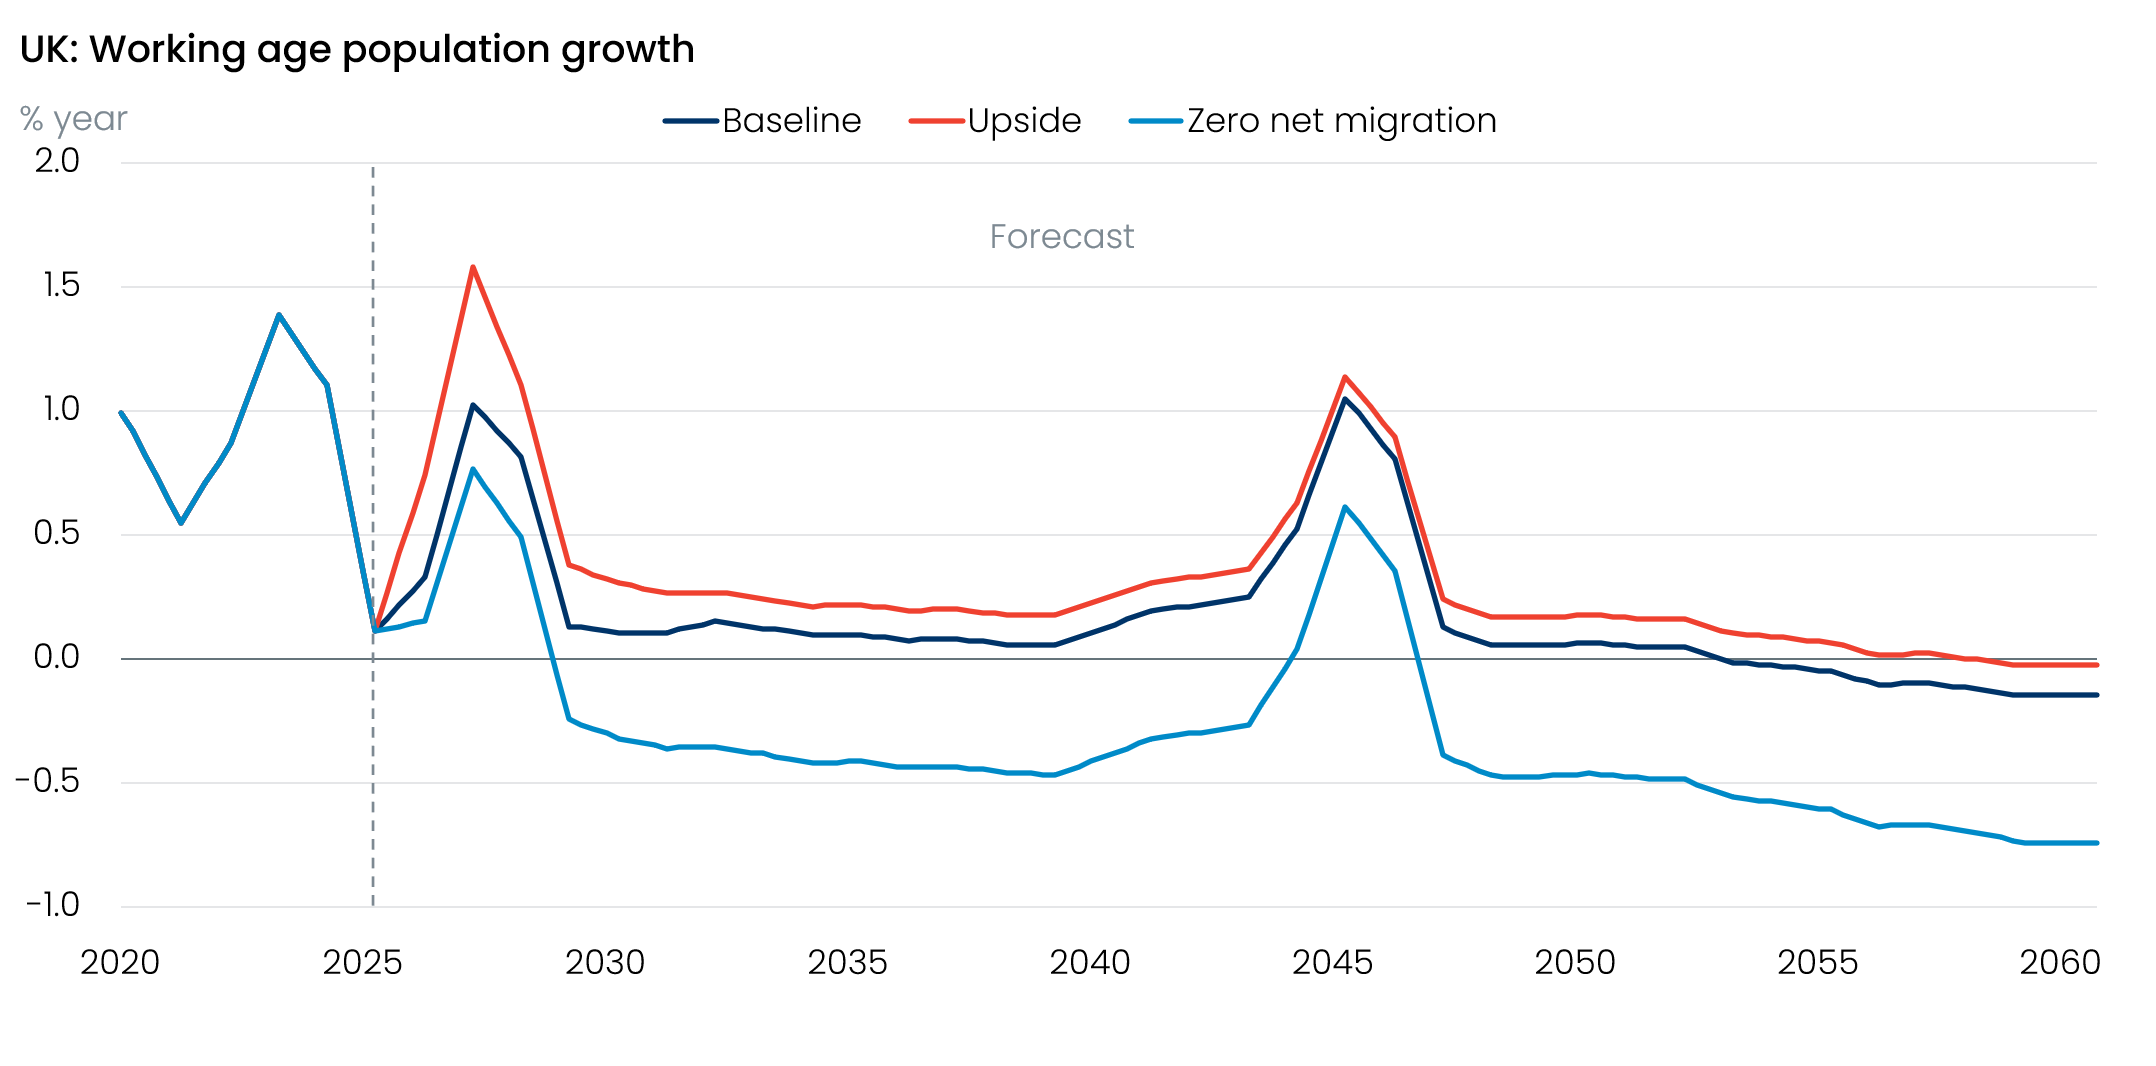 UK: Working age population growth
% year
Baseline Upside Zero net migration
2.0
Forecast
1.5
1.0
0.5
0.0
-0.5
-1.0
2020 2025 2030 2035 2040 2045 2050 2055 2060